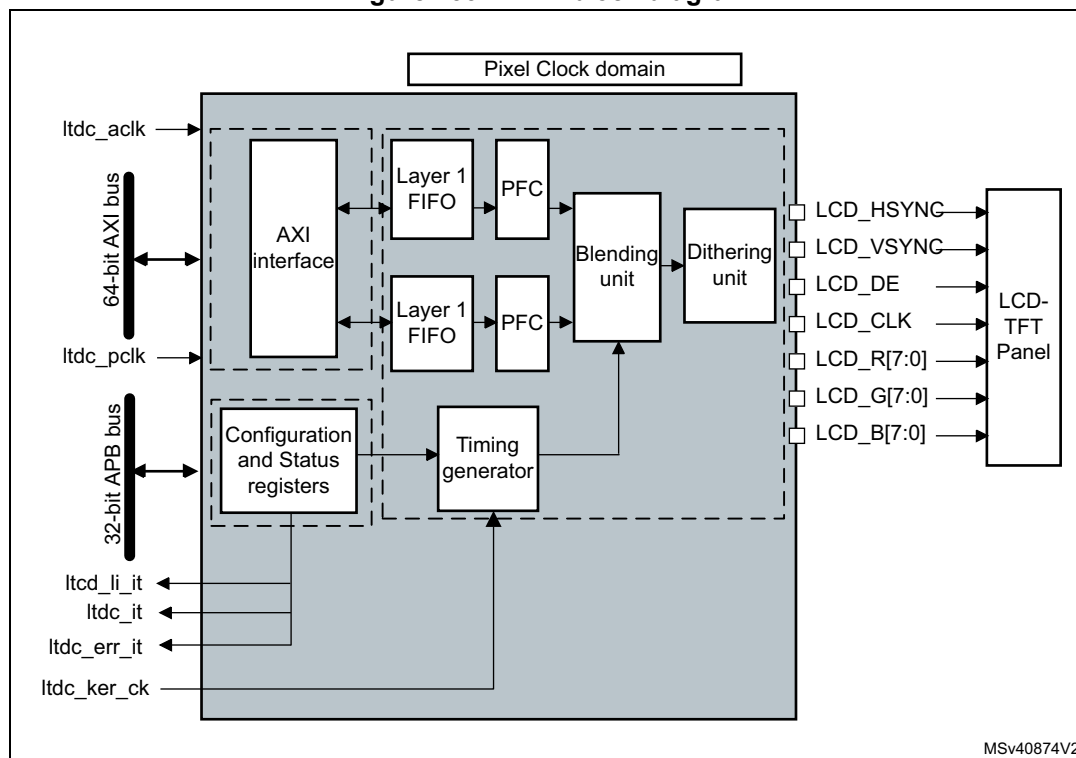 Pixel Clock domain
ltdc_aclk
64-bit AXI bus
ltdc_pclk
32-bit APB bus
ltcd_li_it
ltdc_it
ltdc_err_it
ltdc_ker_ck
AXI
interface
Layer 1
FIFO
PFC
Layer 1
FIFO
PFC
Blending
unit
Dithering
unit
Configuration
and Status
registers
Timing
generator
LCD_HSYNC
LCD_VSYNC
LCD_DE
LCD_CLK
LCD_R[7:0]
LCD_G[7:0]
LCD_B[7:0]
LCD-
TFT
Panel
MSv40874V2